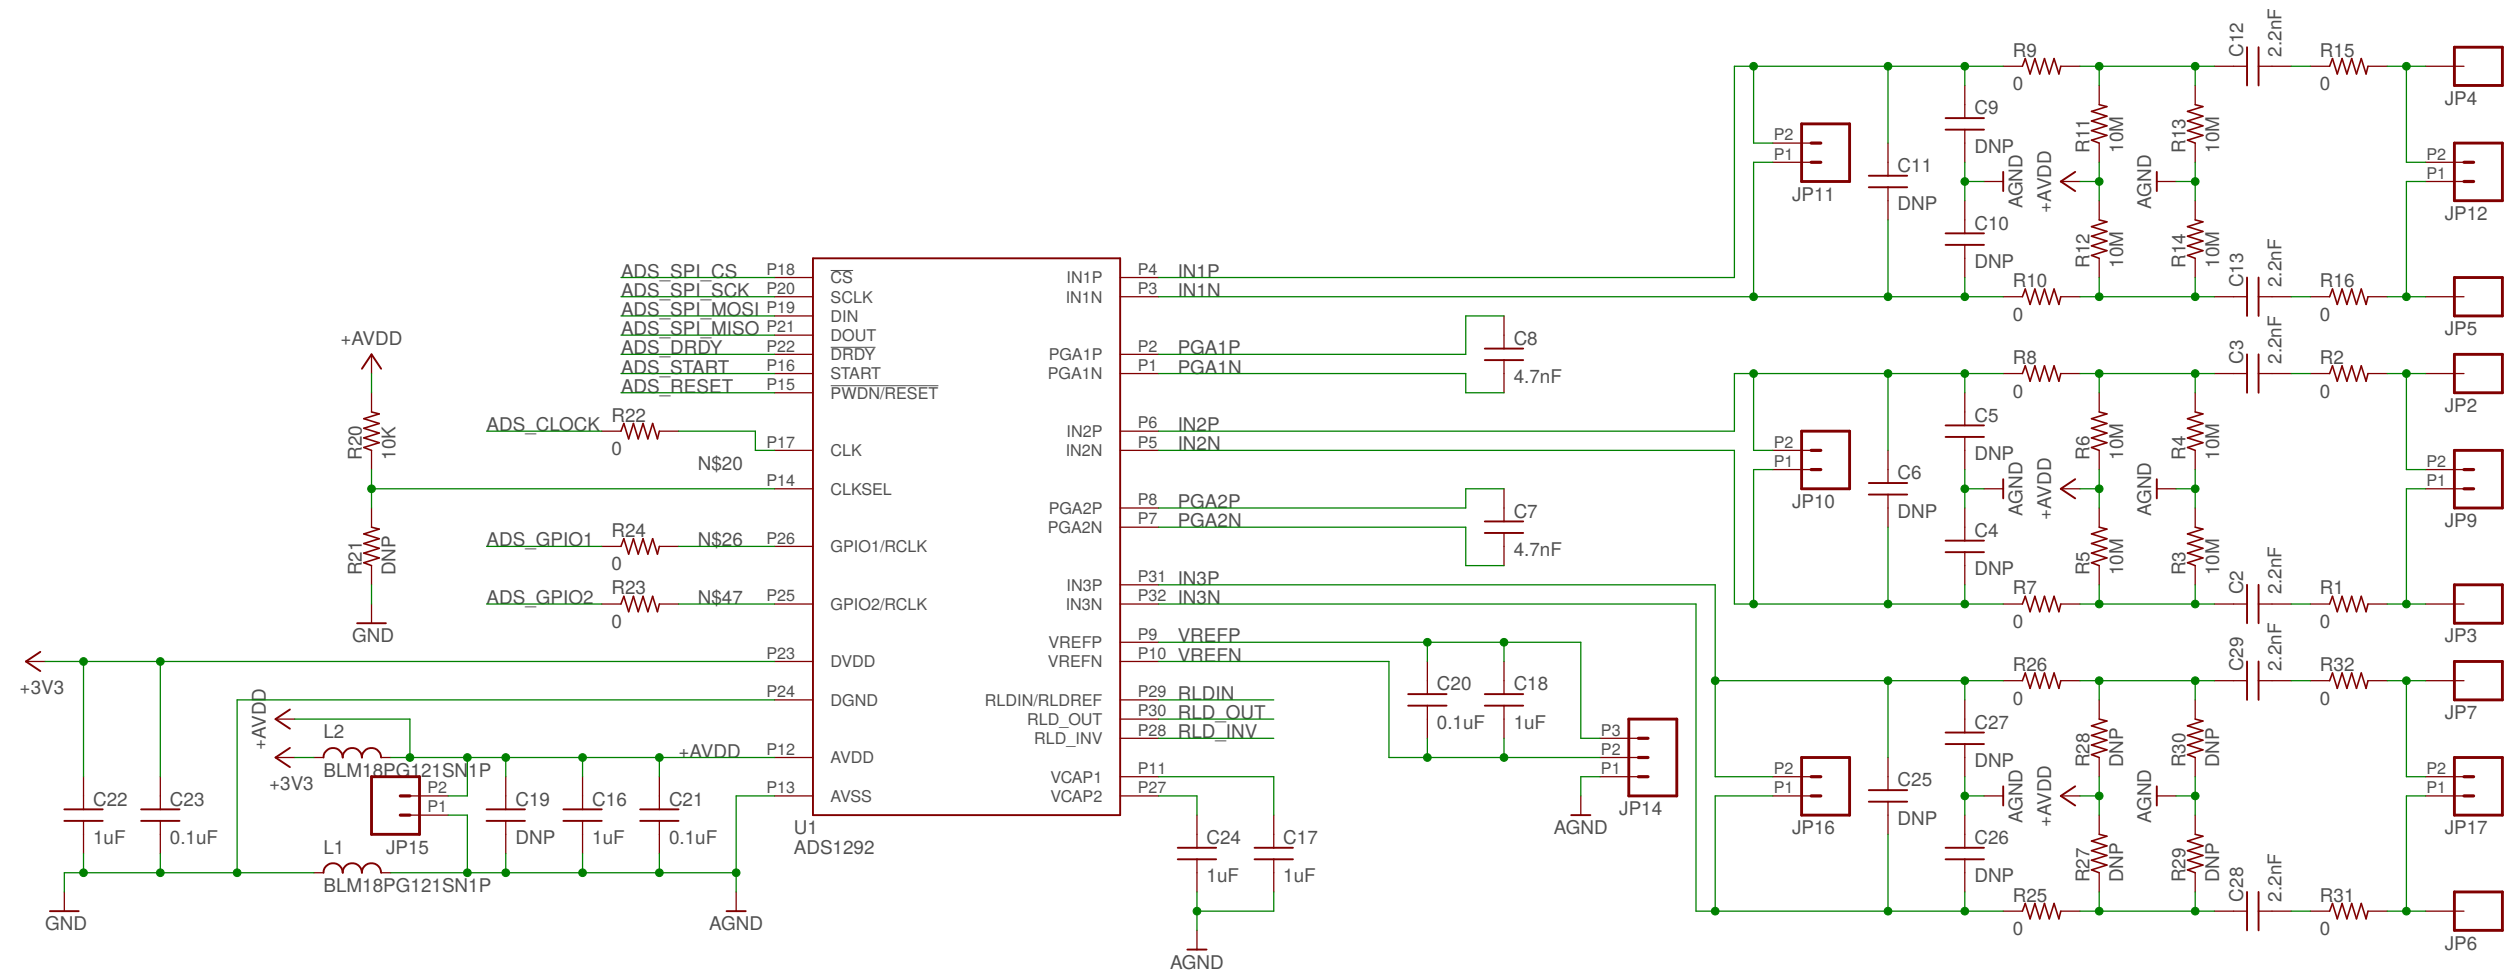 +AVDD
R20
10K
R21
DNP
GND
ADS_SPI_CS
ADS_SPI_SCK
ADS_SPI_MOSI
ADS_SPI_MISO
ADS_DRDY
ADS_START
ADS_RESET
ADS_CLOCK
R22
0
N$20
ADS_GPIO1
R24
0
N$26
ADS_GPIO2
R23
0
N$47
P18
P20
P19
P21
P22
P16
P15
P17
P14
P26
P25
P23
P24
P12
P13
CS
SCLK
DIN
DOUT
DRDY
START
PWDN/RESET
CLK
CLKSEL
GPIO1/RCLK
GPIO2/RCLK
DVDD
DGND
AVDD
AVSS
U1
ADS1292
+3V3
+AVDD
L2
BLM18PG121SN1P
+3V3
+AVDD
P2
P1
JP15
C22
1uF
C23
0.1uF
C19
DNP
C16
1uF
C21
0.1uF
L1
BLM18PG121SN1P
GND
AGND
IN1P
IN1N
PGA1P
PGA1N
IN2P
IN2N
PGA2P
PGA2N
IN3P
IN3N
VREFP
VREFN
RLDIN/RLDREF
RLD_OUT
RLD_INV
VCAP1
VCAP2
P4 IN1P
P3 IN1N
P2 PGA1P
P1 PGA1N
P6 IN2P
P5 IN2N
P8 PGA2P
P7 PGA2N
P31 IN3P
P32 IN3N
P9 VREFP
P10 VREFN
P29 RLDIN
P30 RLD_OUT
P28 RLD_INV
P11
P27
C8
4.7nF
C7
4.7nF
C20
0.1uF
C18
1uF
P3
P2
P1
JP14
AGND
C24
1uF
C17
1uF
AGND
P2
P1
JP11
C11
DNP
C9
DNP
C10
DNP
AGND
R9
0
R10
0
+AVDD
R11
10M
R12
10M
AGND
R13
10M
R14
10M
C12
2.2nF
C13
2.2nF
R15
0
R16
0
JP4
P2
P1
JP12
JP5
P2
P1
JP10
C6
DNP
C5
DNP
C4
DNP
AGND
R8
0
R7
0
+AVDD
R6
10M
R5
10M
AGND
R4
10M
R3
10M
C3
2.2nF
C2
2.2nF
R2
0
R1
0
JP2
P2
P1
JP9
JP3
P2
P1
JP16
C25
DNP
C27
DNP
C26
DNP
AGND
R26
0
R25
0
+AVDD
R28
DNP
R27
DNP
AGND
R30
DNP
R29
DNP
C29
2.2nF
C28
2.2nF
R32
0
R31
0
JP7
P2
P1
JP17
JP6